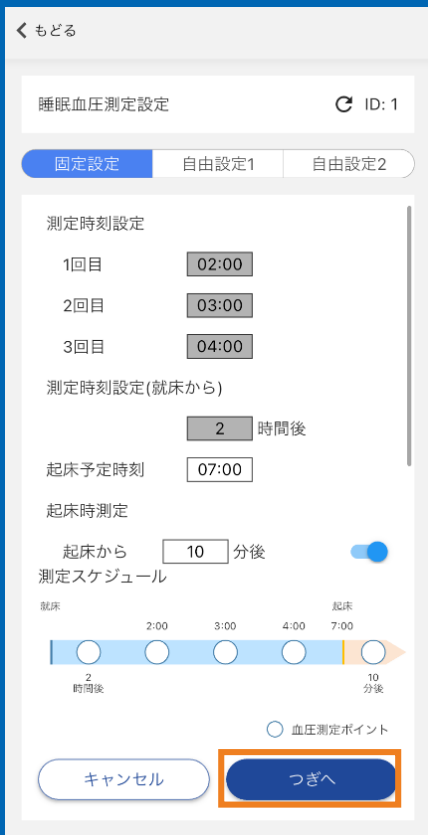 もどる
睡眠血圧測定設定 ID: 1
固定設定 自由設定1 自由設定2
測定時刻設定
1回目 02:00
2回目 03:00
3回目 04:00
測定時刻設定(就床から)
2 時間後
起床予定時刻 07:00
起床時測定
起床から 10 分後
測定スケジュール
就床 起床
2:00 3:00 4:00 7:00
2 10
時間後 分後
血圧測定ポイント
キャンセル つぎへ